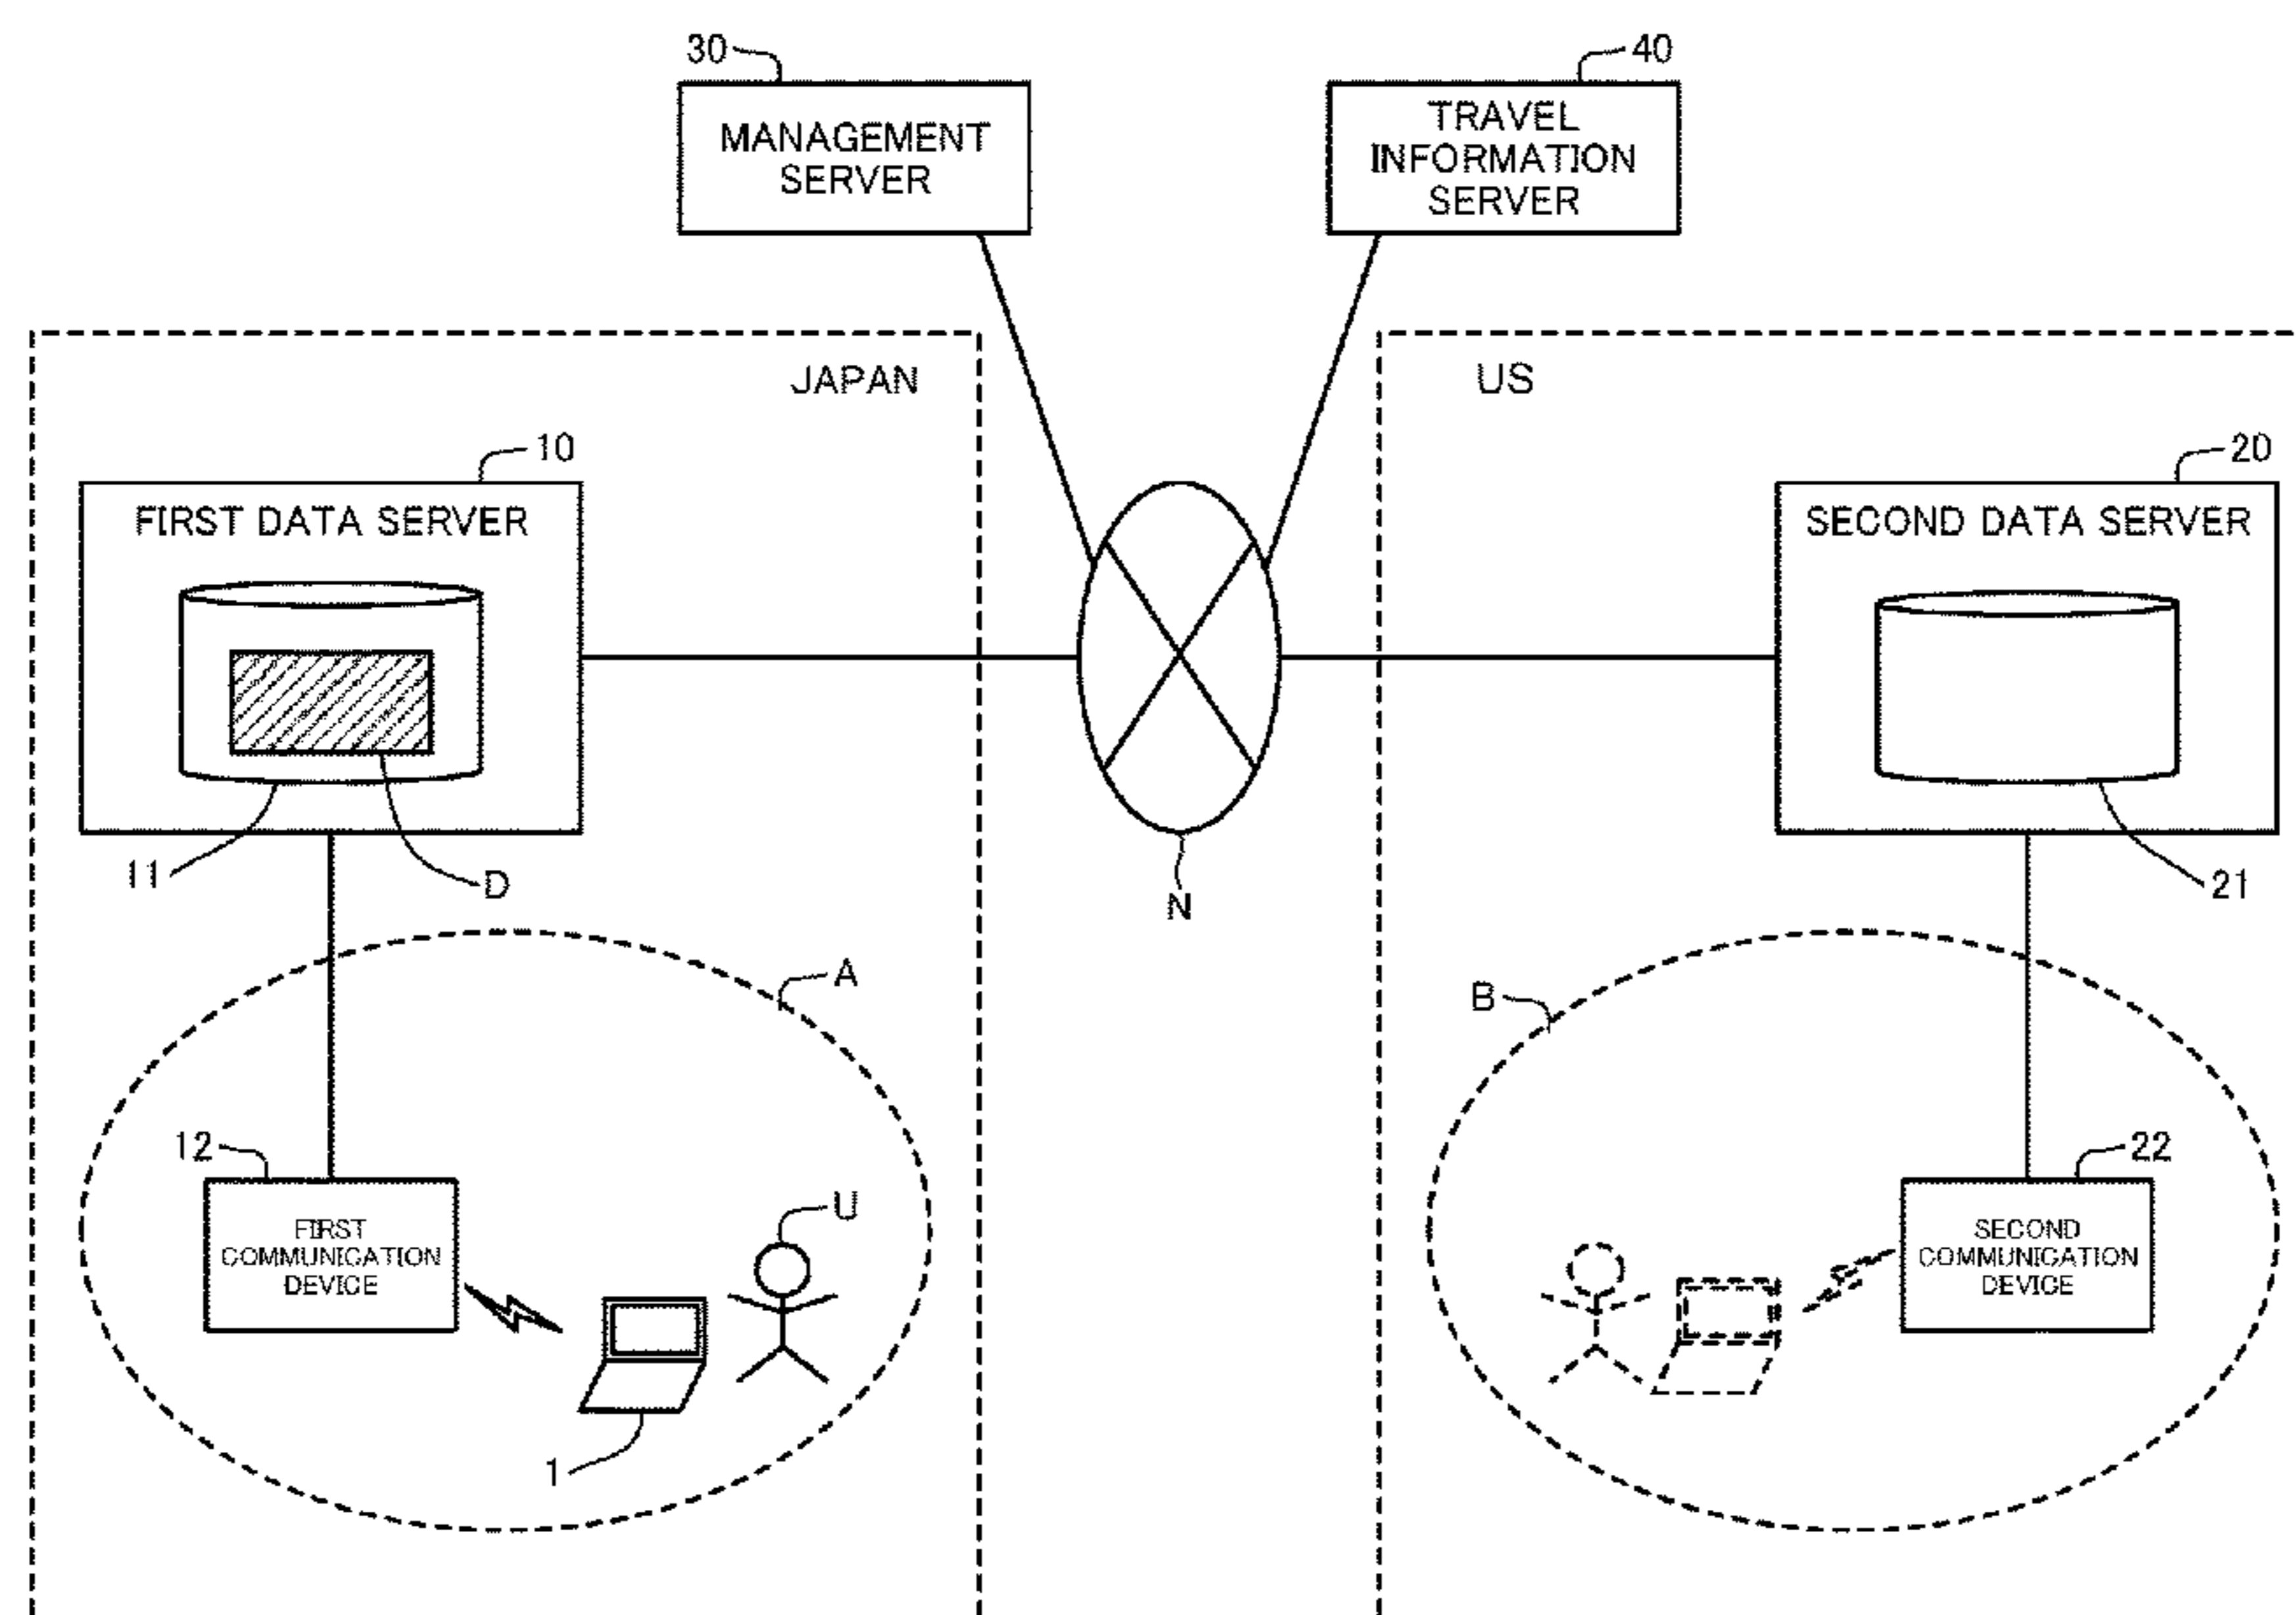 30
40
MANAGEMENT
SERVER
TRAVEL
INFORMATION
SERVER
JAPAN
US
10
20
FIRST DATA SERVER
SECOND DATA SERVER
11
D
N
21
A
B
12
22
U
FIRST
COMMUNICATION
DEVICE
SECOND
COMMUNICATION
DEVICE
1